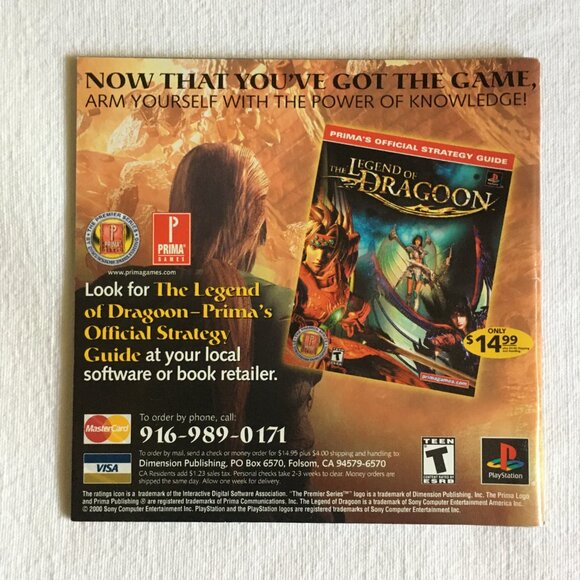 NOW THAT YOU'VE GOT THE GAME,
ARM YOURSELF WITH THE POWER OF KNOWLEDGE!
PRIMA'S OFFICIAL STRATEGY GUIDE
THE LEGEND OF
DRAGOON
THE PREMIER SERIES
PRIMA
PRIMA
GAMES
www.primagames.com
Look for The Legend
of Dragoon–Prima's
Official Strategy
Guide at your local
software or book retailer.
ONLY
$14.99
TEEN
T
primagames.com
MasterCard
VISA
To order by phone, call:
916-989-0171
To order by mail, send a check or money order for $14.99 plus $4.00 shipping and handling to:
Dimension Publishing, PO Box 6570, Folsom, CA 94579-6570
CA Residents add $1.23 sales tax. Personal checks take 2-3 weeks to clear. Money orders are
shipped the same day. Allow one week for delivery.
TEEN
T
ESRB
PlayStation
The ratings icon is a trademark of the Interactive Digital Software Association. "The Premier Series™" logo is a trademark of Dimension Publishing, Inc. The Prima Logo
and Prima Publishing ® are registered trademarks of Prima Communications, Inc. The Legend of Dragoon is a trademark of Sony Computer Entertainment America Inc.
© 2000 Sony Computer Entertainment Inc. PlayStation and the PlayStation logos are registered trademarks of Sony Computer Entertainment Inc.